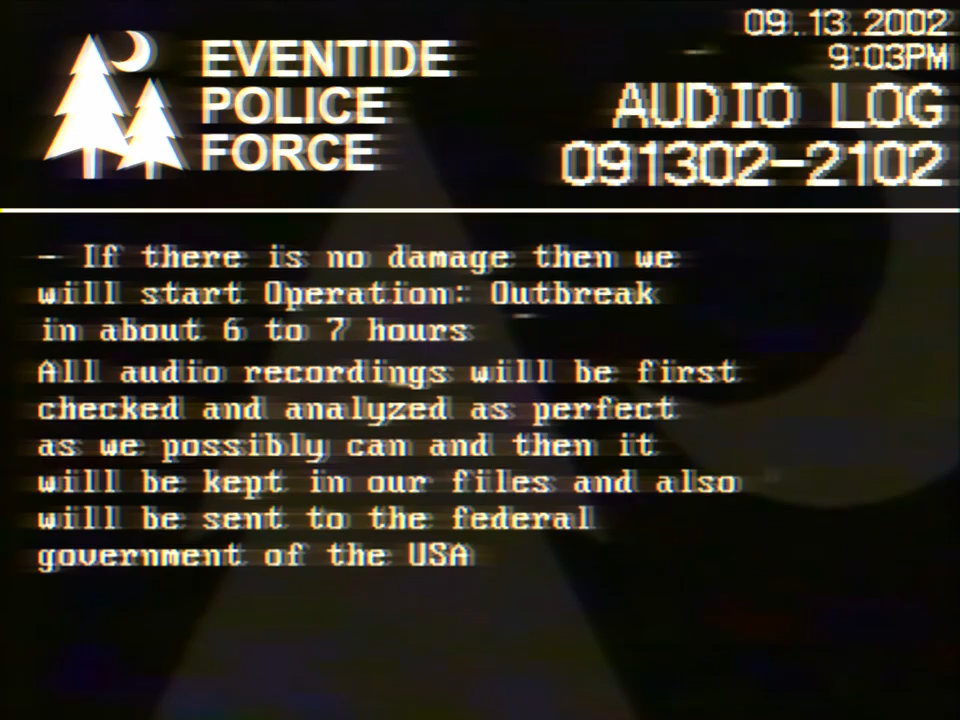 09.13.2002
9:03PM
EVENTIDE
POLICE
FORCE
AUDIO LOG
091302-2102
- If there is no damage then we
will start Operation: Outbreak
in about 6 to 7 hours
All audio recordings will be first
checked and analyzed as perfect
as we possibly can and then it
will be kept in our files and also
will be sent to the federal
government of the USA